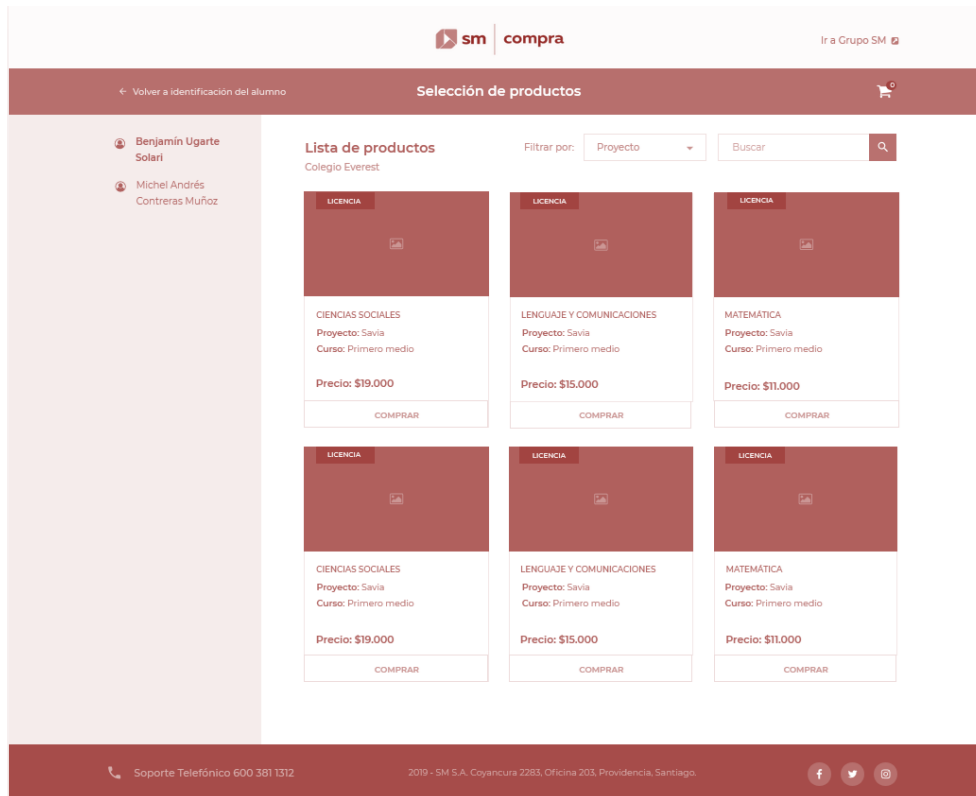 sm compra
Ir a Grupo SM
Volver a identificación del alumno
Selección de productos
0
Benjamín Ugarte
Solari
Michel Andrés
Contreras Muñoz
Lista de productos
Colegio Everest
Filtrar por:
Proyecto
Buscar
LICENCIA
CIENCIAS SOCIALES
Proyecto: Savia
Curso: Primero medio
Precio: $19.000
COMPRAR
LICENCIA
LENGUAJE Y COMUNICACIONES
Proyecto: Savia
Curso: Primero medio
Precio: $15.000
COMPRAR
LICENCIA
MATEMÁTICA
Proyecto: Savia
Curso: Primero medio
Precio: $11.000
COMPRAR
LICENCIA
CIENCIAS SOCIALES
Proyecto: Savia
Curso: Primero medio
Precio: $19.000
COMPRAR
LICENCIA
LENGUAJE Y COMUNICACIONES
Proyecto: Savia
Curso: Primero medio
Precio: $15.000
COMPRAR
LICENCIA
MATEMÁTICA
Proyecto: Savia
Curso: Primero medio
Precio: $11.000
COMPRAR
Soporte Telefónico 600 381 1312
2019 - SM S.A. Coyancura 2283, Oficina 203, Providencia, Santiago.